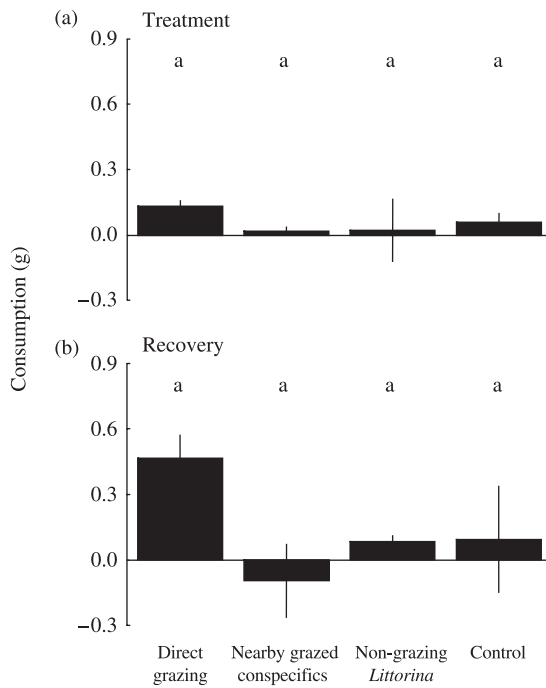 (a) Treatment
0.9
a a a a
0.6
0.3
0.0
−0.3
Consumption (g)
(b) Recovery
0.9
a a a a
0.6
0.3
0.0
−0.3
Direct grazing
Nearby grazed conspecifics
Non-grazing Littorina
Control